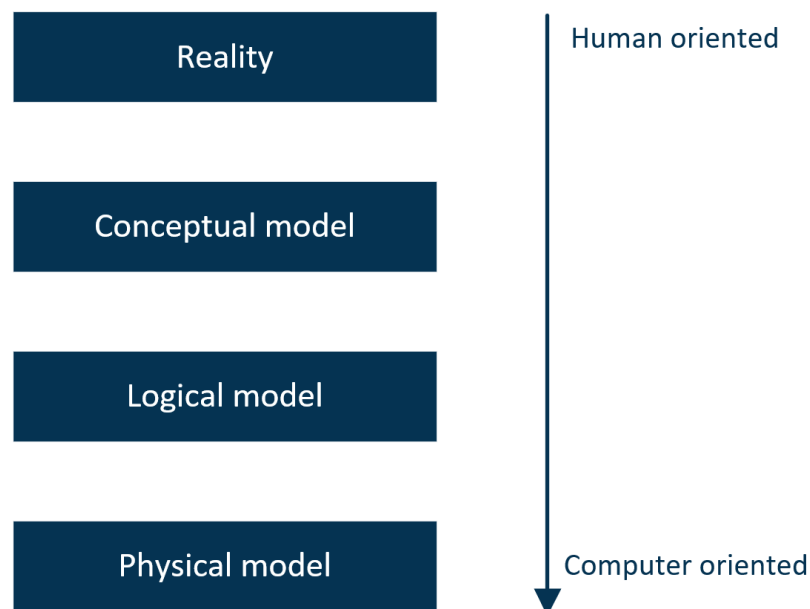 Reality
Human oriented
Conceptual model
Logical model
Physical model
Computer oriented